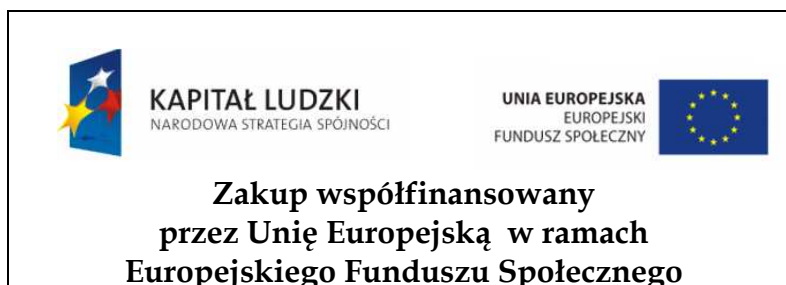 KAPITAŁ LUDZKI
NARODOWA STRATEGIA SPÓJNOŚCI
UNIA EUROPEJSKA
EUROPEJSKI
FUNDUSZ SPOŁECZNY
Zakup współfinansowany
przez Unię Europejską w ramach
Europejskiego Funduszu Społecznego